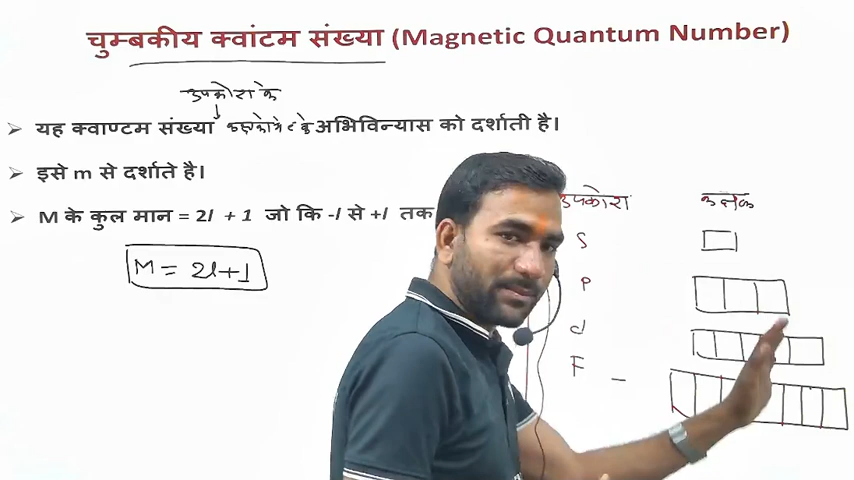 चुम्बकीय क्वांटम संख्या (Magnetic Quantum Number)
उपकोश के
यह क्वाण्टम संख्या अभिविन्यास को दर्शाती है।
इसे m से दर्शाते है।
M के कुल मान = 2l + 1 जो कि -l से +l तक
M = 2l+1
उपकोश कक्षक
S
P
d
F